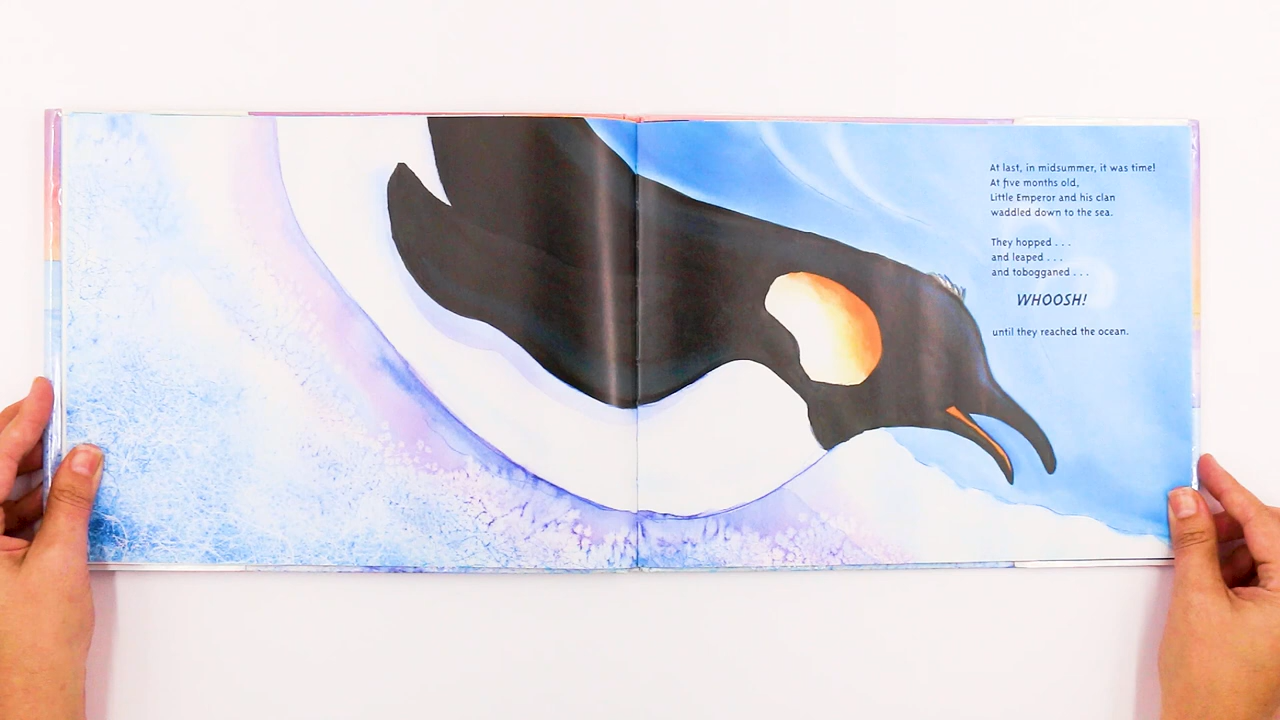 At last, in midsummer, it was time!
At five months old,
Little Emperor and his clan
waddled down to the sea.
They hopped . . .
and leaped . . .
and tobogganed . . .
WHOOSH!
until they reached the ocean.